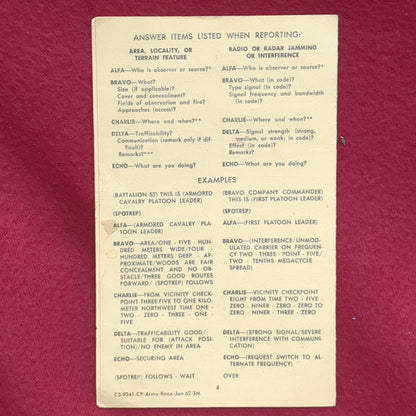 ANSWER ITEMS LISTED WHEN REPORTING:
AREA, LOCALITY, OR
TERRAIN FEATURE
ALFA—Who is observer or source?*
BRAVO—What?
Size (if applicable)?
Cover and concealment?
Fields of observation and fire?
Approaches (access)?
CHARLIE—Where and when?**
DELTA—Trafficability?
Communication (remark only if dif-
ficult)?
Remarks?***
ECHO—What are you doing?
RADIO OR RADAR JAMMING
OR INTERFERENCE
ALFA—Who is observer or source?*
BRAVO—What (in code)?
Type signal (in code)?
Signal frequency and bandwidth
(in code)?
CHARLIE—Where and when?**
DELTA—Signal strength (strong,
medium, or weak; in code)?
Effect (in code)?
Remarks?
ECHO—What are you doing?
EXAMPLES
(BATTALION S3) THIS IS (ARMORED
CAVALRY PLATOON LEADER)
(SPOTREP)
ALFA—(ARMORED CAVALRY PLA-
TOON LEADER)
BRAVO—AREA/ONE - FIVE - HUN-
DRED METERS WIDE/FOUR -
HUNDRED METERS DEEP - AP-
PROXIMATE/WOODS ARE FAIR
CONCEALMENT AND NO OB-
STACLE/THREE GOOD ROUTES
FORWARD/ (SPOTREP) FOLLOWS
CHARLIE—FROM VICINITY CHECK-
POINT THREE-FIVE TO ONE KILO-
METER NORTHWEST TIME ONE -
TWO - ZERO - THREE - ONE -
FIVE
DELTA—TRAFFICABILITY GOOD/
SUITABLE FOR (ATTACK POSI-
TION)/NO ENEMY IN AREA
ECHO—SECURING AREA
(SPOTREP) FOLLOWS - WAIT
(BRAVO COMPANY COMMANDER)
THIS IS (FIRST PLATOON LEADER)
(SPOTREP)
ALFA—(FIRST PLATOON LEADER)
BRAVO—(INTERFERENCE/UNMOD-
ULATED CARRIER ON FREQUEN-
CY TWO - THREE - POINT - FIVE/
TWO - TENTHS MEGACYCLE
SPREAD)
CHARLIE—VICINITY CHECKPOINT
EIGHT FROM TIME TWO - FIVE -
ZERO - NINER - ZERO - ZERO TO
ZERO - NINER - THREE - ZERO
DELTA—(STRONG SIGNAL/SEVERE
INTERFERENCE WITH COMMUNI-
CATION)
ECHO—(REQUEST SWITCH TO AL-
TERNATE FREQUENCY)
OVER
4
CS-9341-CP-Army-Knox-Jan 62-3M